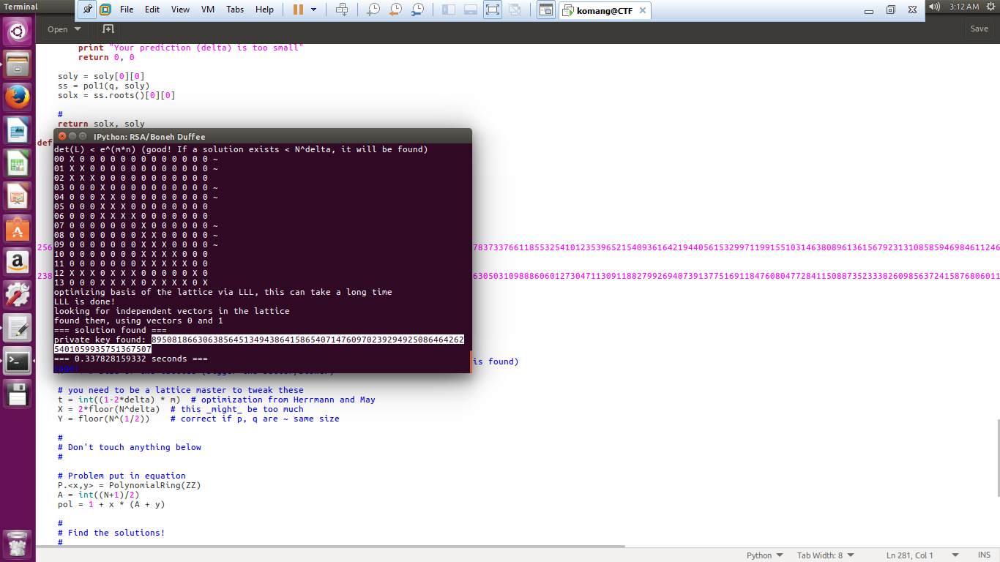 Terminal
File Edit View VM Tabs Help
komang@CTF
3:12 AM
Open
Save
print "Your prediction (delta) is too small"
return 0, 0
soly = soly[0][0]
ss = pol1(q, soly)
solx = ss.roots()[0][0]
#
return solx, soly
def
IPython: RSA/Boneh Duffee
det(L) < e^(m*n) (good! If a solution exists < N^delta, it will be found)
00 X 0 0 0 0 0 0 0 0 0 0 0 0 0 ~
01 X X 0 0 0 0 0 0 0 0 0 0 0 0 ~
02 X X X 0 0 0 0 0 0 0 0 0 0 0
03 0 0 0 X 0 0 0 0 0 0 0 0 0 0 ~
04 0 0 0 X X 0 0 0 0 0 0 0 0 0 ~
05 0 0 0 X X X 0 0 0 0 0 0 0 0
06 0 0 0 X X X X 0 0 0 0 0 0 0
07 0 0 0 0 0 0 0 X 0 0 0 0 0 0 ~
08 0 0 0 0 0 0 0 X X 0 0 0 0 0 ~
09 0 0 0 0 0 0 0 X X X 0 0 0 0 ~
10 0 0 0 0 0 0 0 X X X X 0 0 0
11 0 0 0 0 0 0 0 X X X X X 0 0
12 X X X 0 X X X 0 0 0 0 0 X 0
13 0 0 0 X X X X 0 X X X X 0 X
optimizing basis of the lattice via LLL, this can take a long time
LLL is done!
looking for independent vectors in the lattice
found them, using vectors 0 and 1
=== solution found ===
private key found: 8950818663063856451349438641586540714760970239294925086464262
5401059935751367507
=== 0.337828159332 seconds ===
256
7837337661185532541012353965215409361642194405615329971199155103146380896136156792313108585946984611246
238
6305031098886060127304711309118827992694073913775169118476080477284115088735233382609856372415876806011
is found)
# you need to be a lattice master to tweak these
t = int((1-2*delta) * m) # optimization from Herrmann and May
X = 2*floor(N^delta) # this _might_ be too much
Y = floor(N^(1/2)) # correct if p, q are ~ same size
#
# Don't touch anything below
#
# Problem put in equation
P.<x,y> = PolynomialRing(ZZ)
A = int((N+1)/2)
pol = 1 + x * (A + y)
#
# Find the solutions!
#
Python Tab Width: 8 Ln 281, Col 1 INS